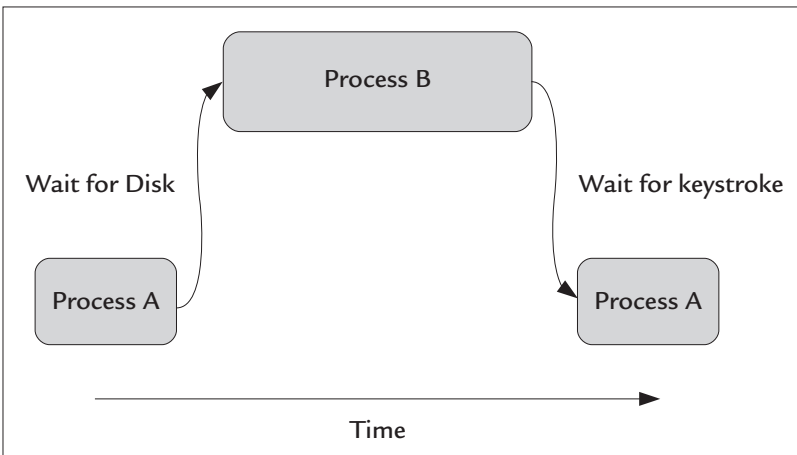 Process B
Wait for Disk
Wait for keystroke
Process A
Process A
Time